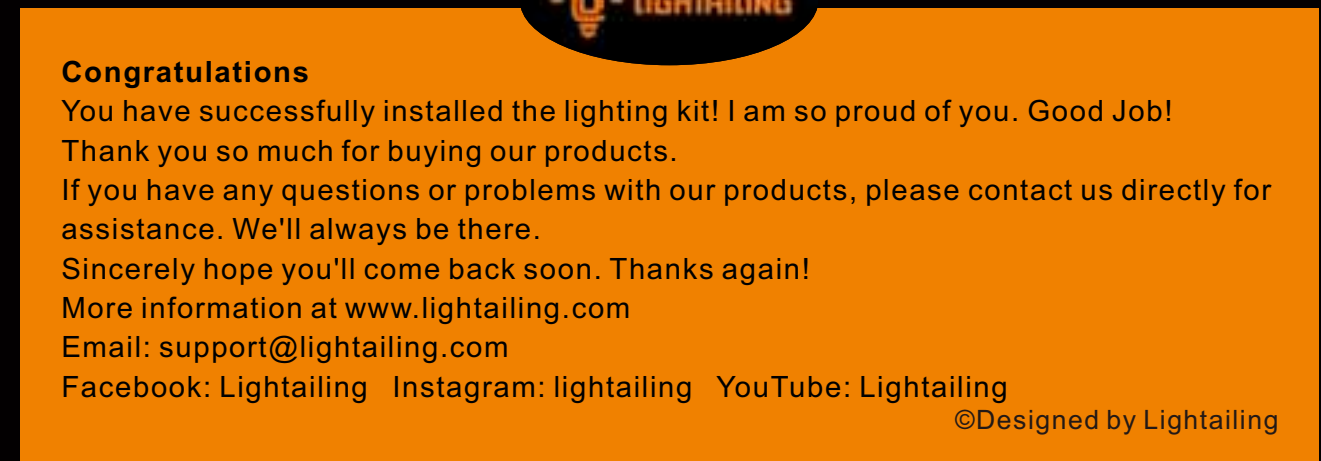 LIGHTAILING
Congratulations
You have successfully installed the lighting kit! I am so proud of you. Good Job!
Thank you so much for buying our products.
If you have any questions or problems with our products, please contact us directly for
assistance. We'll always be there.
Sincerely hope you'll come back soon. Thanks again!
More information at www.lightailing.com
Email: support@lightailing.com
Facebook: Lightailing   Instagram: lightailing   YouTube: Lightailing
©Designed by Lightailing